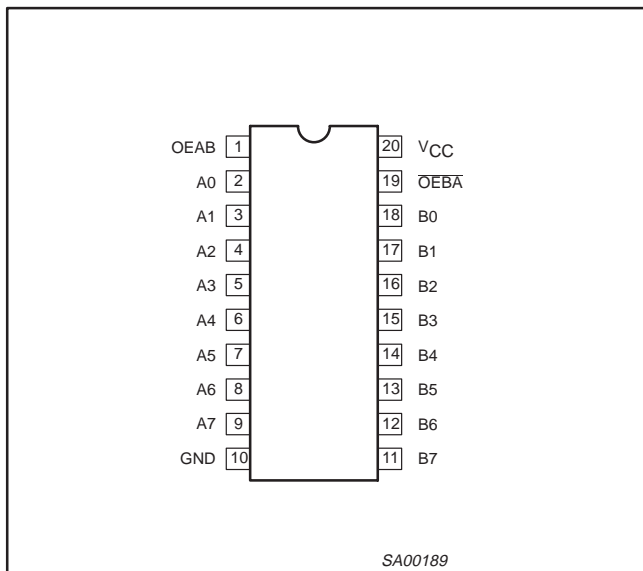 OEAB 1 20 VCC
A0 2 19 O̅E̅B̅A̅
A1 3 18 B0
A2 4 17 B1
A3 5 16 B2
A4 6 15 B3
A5 7 14 B4
A6 8 13 B5
A7 9 12 B6
GND 10 11 B7
SA00189